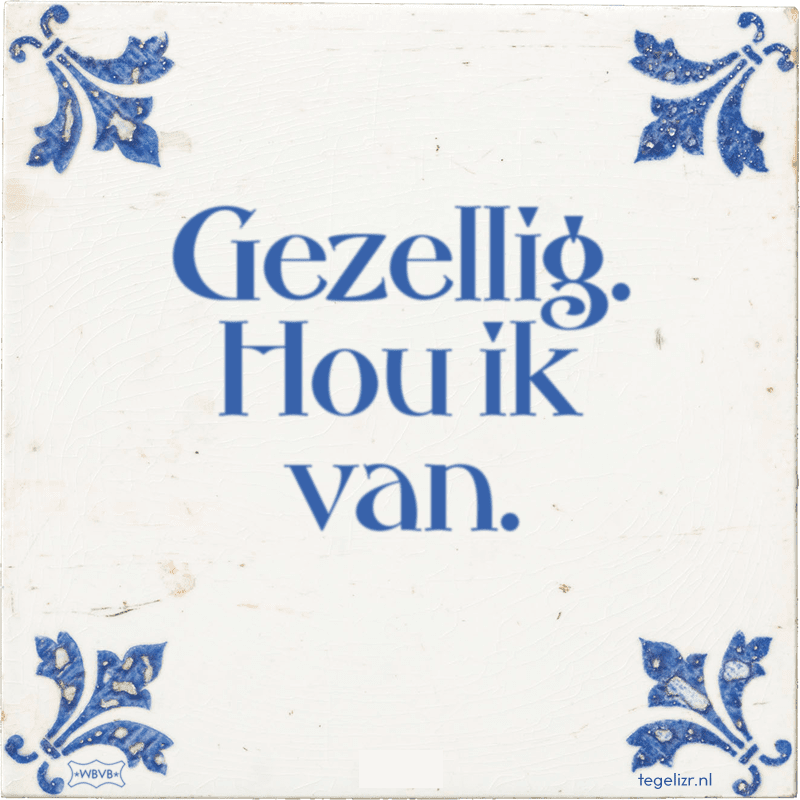 Gezellig.
Hou ik
van.
*WBVB*
tegelizr.nl